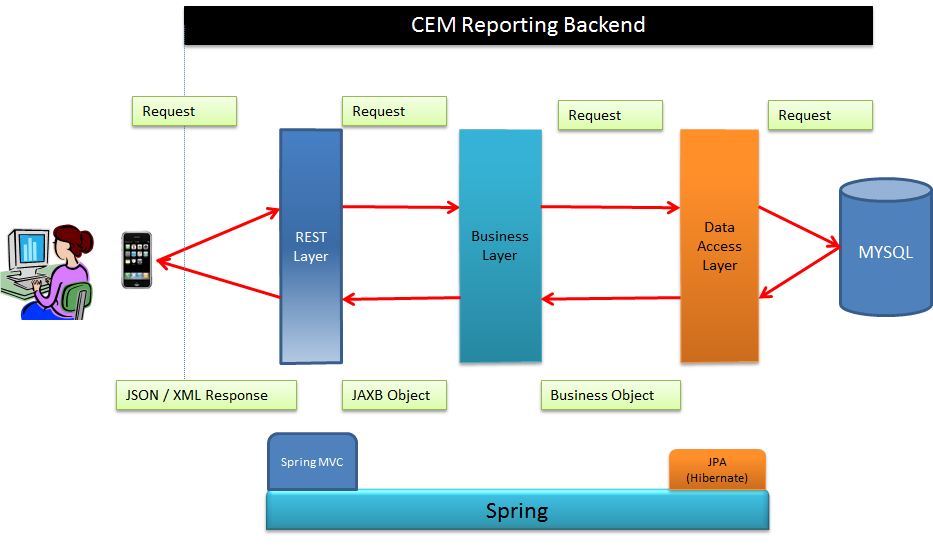 CEM Reporting Backend
Request
Request
Request
Request
REST
Layer
Business
Layer
Data
Access
Layer
MYSQL
JSON / XML Response
JAXB Object
Business Object
Spring MVC
JPA
(Hibernate)
Spring